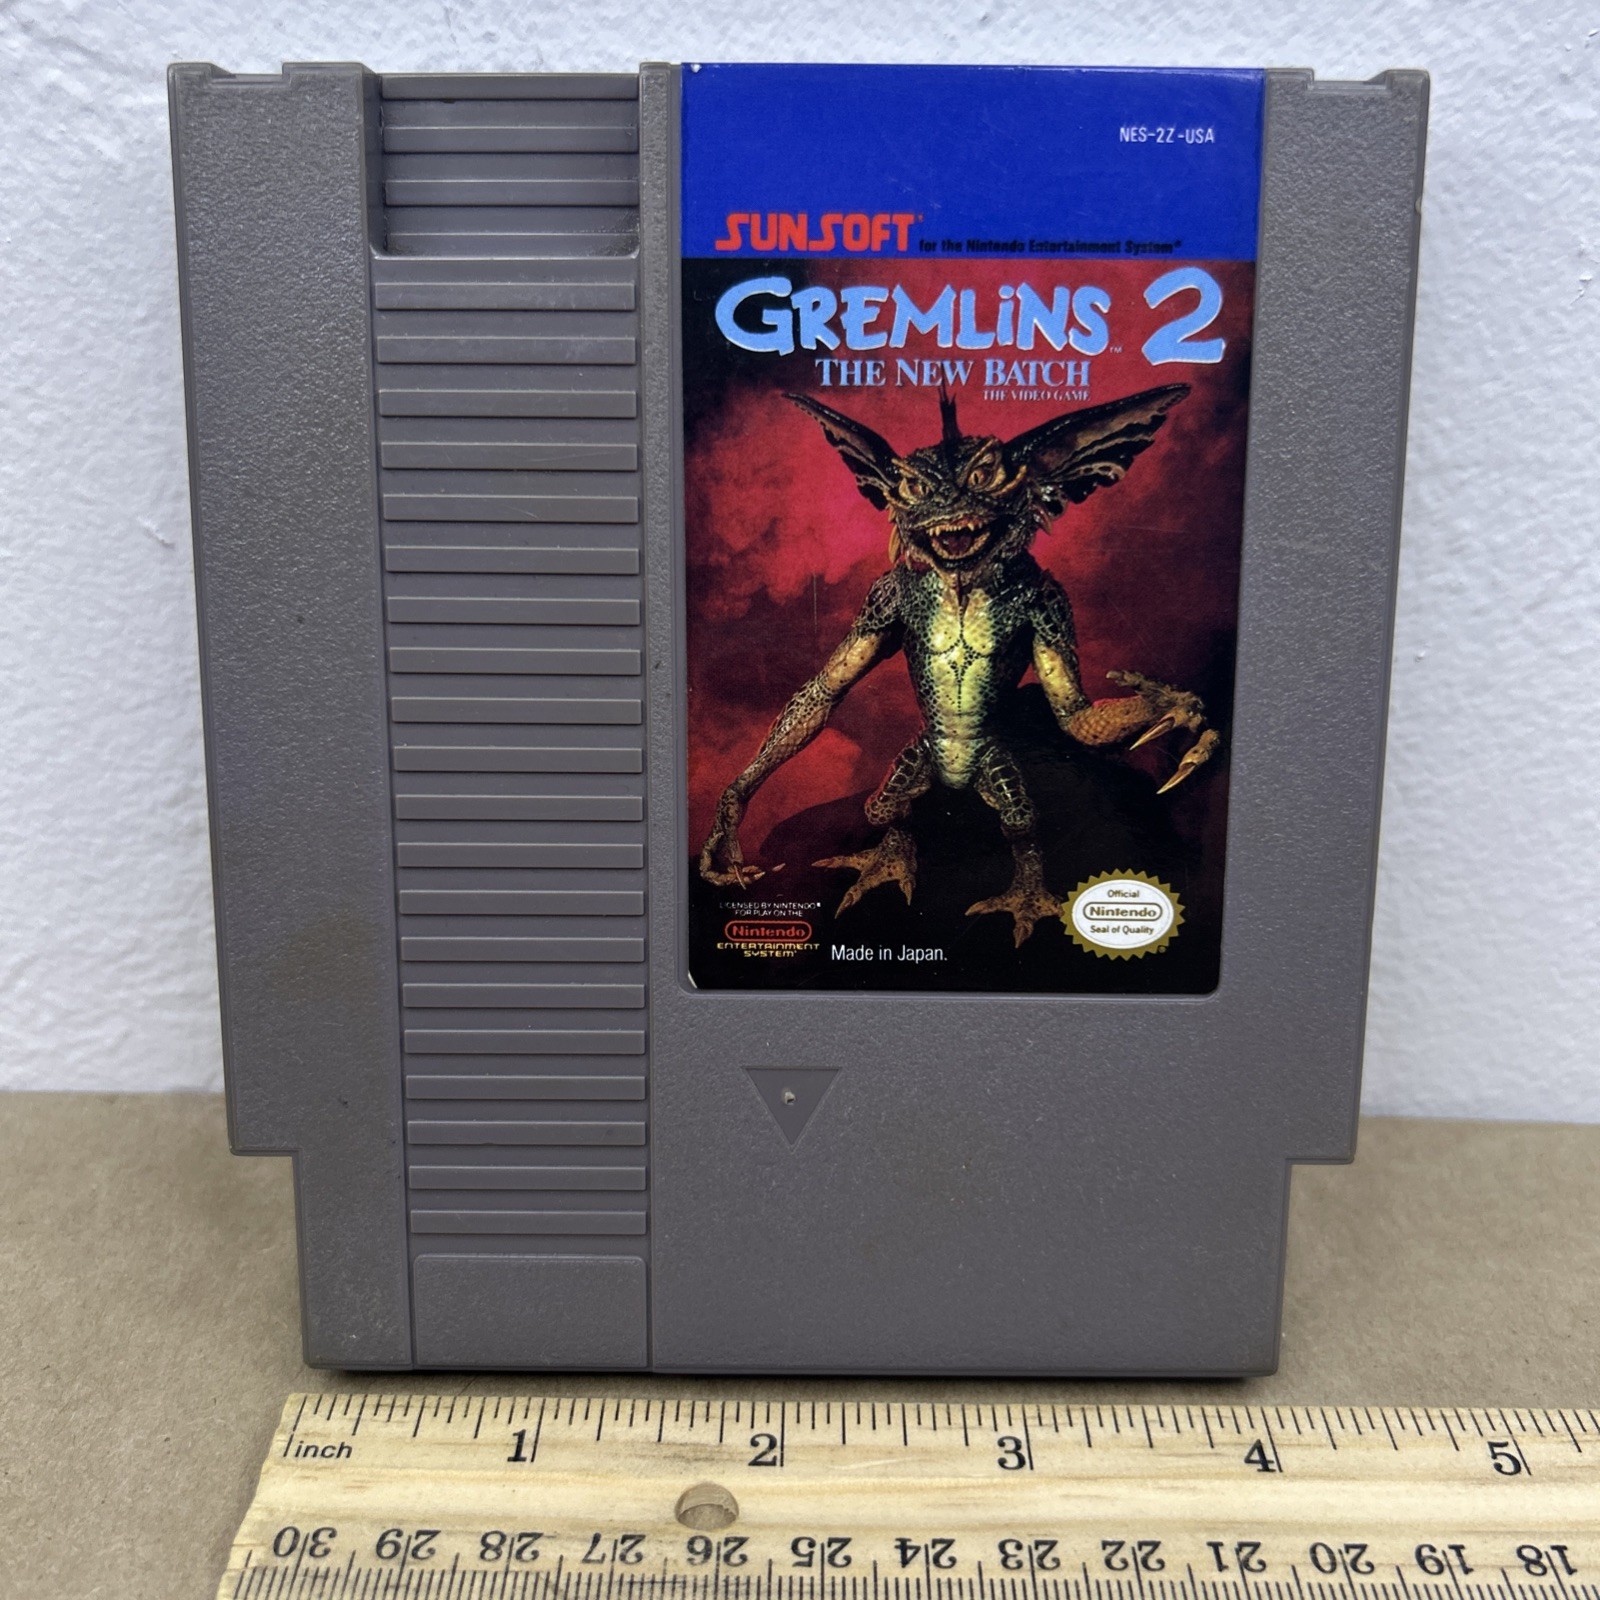 NES-2Z-USA
SUNSOFT® for the Nintendo Entertainment System®
GREMLiNS™ 2
THE NEW BATCH
THE VIDEO GAME
LICENSED BY NINTENDO®
FOR PLAY ON THE
Nintendo
ENTERTAINMENT
SYSTEM®
Made in Japan.
Official
Nintendo
Seal of Quality
®
inch 1 2 3 4 5
30 29 28 27 26 25 24 23 22 21 20 19 18